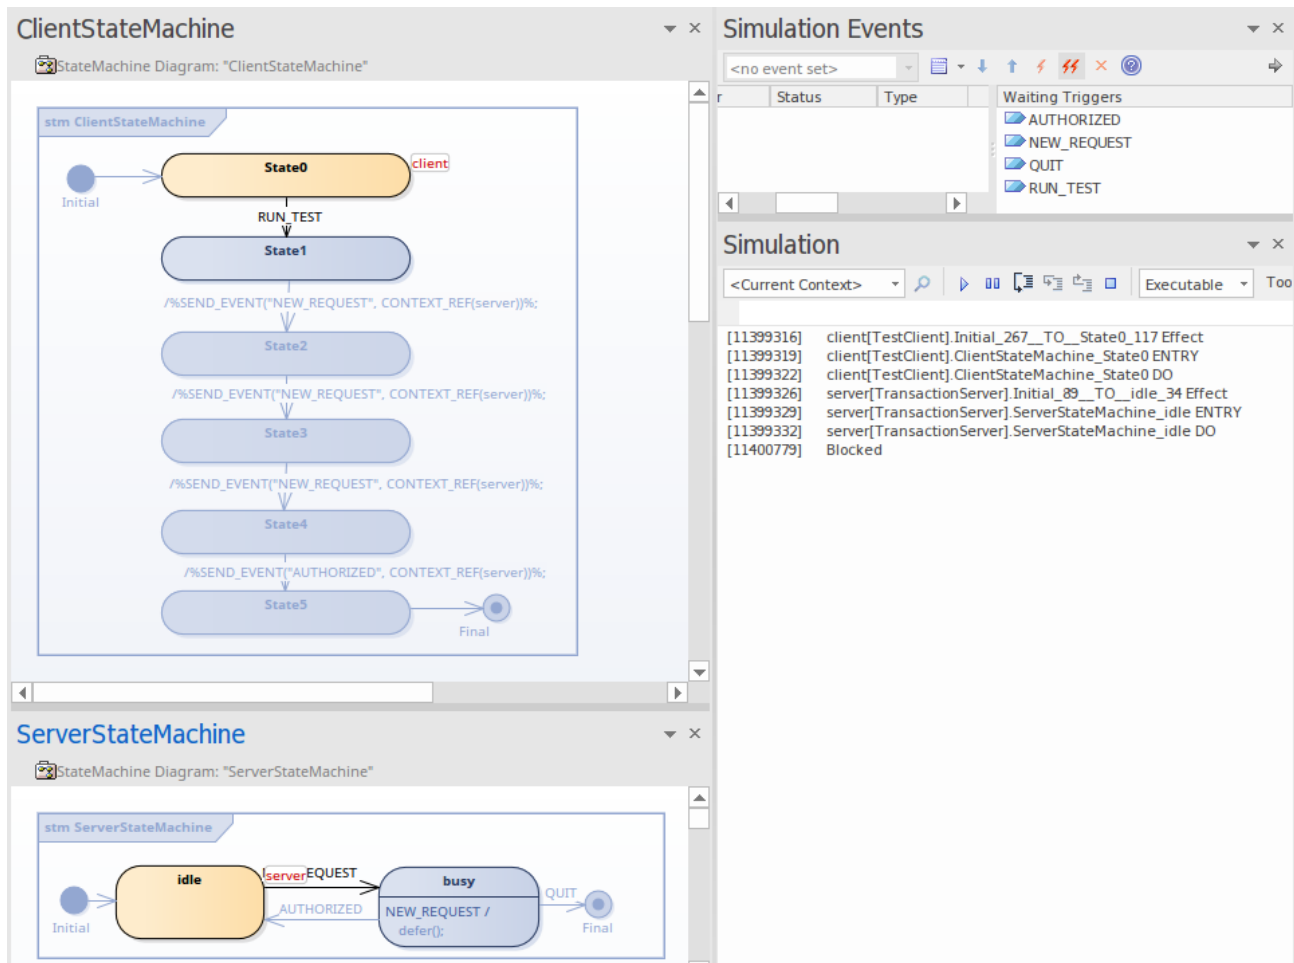 ClientStateMachine
StateMachine Diagram: "ClientStateMachine"
stm ClientStateMachine
Initial
State0
client
RUN_TEST
State1
/%SEND_EVENT("NEW_REQUEST", CONTEXT_REF(server))%;
State2
/%SEND_EVENT("NEW_REQUEST", CONTEXT_REF(server))%;
State3
/%SEND_EVENT("NEW_REQUEST", CONTEXT_REF(server))%;
State4
/%SEND_EVENT("AUTHORIZED", CONTEXT_REF(server))%;
State5
Final
ServerStateMachine
StateMachine Diagram: "ServerStateMachine"
stm ServerStateMachine
Initial
idle
server
EQUEST
AUTHORIZED
busy
NEW_REQUEST /
defer();
QUIT
Final
Simulation Events
<no event set>
r Status Type
Waiting Triggers
AUTHORIZED
NEW_REQUEST
QUIT
RUN_TEST
Simulation
<Current Context>
Executable
Too
[11399316] client[TestClient].Initial_267__TO__State0_117 Effect
[11399319] client[TestClient].ClientStateMachine_State0 ENTRY
[11399322] client[TestClient].ClientStateMachine_State0 DO
[11399326] server[TransactionServer].Initial_89__TO__idle_34 Effect
[11399329] server[TransactionServer].ServerStateMachine_idle ENTRY
[11399332] server[TransactionServer].ServerStateMachine_idle DO
[11400779] Blocked